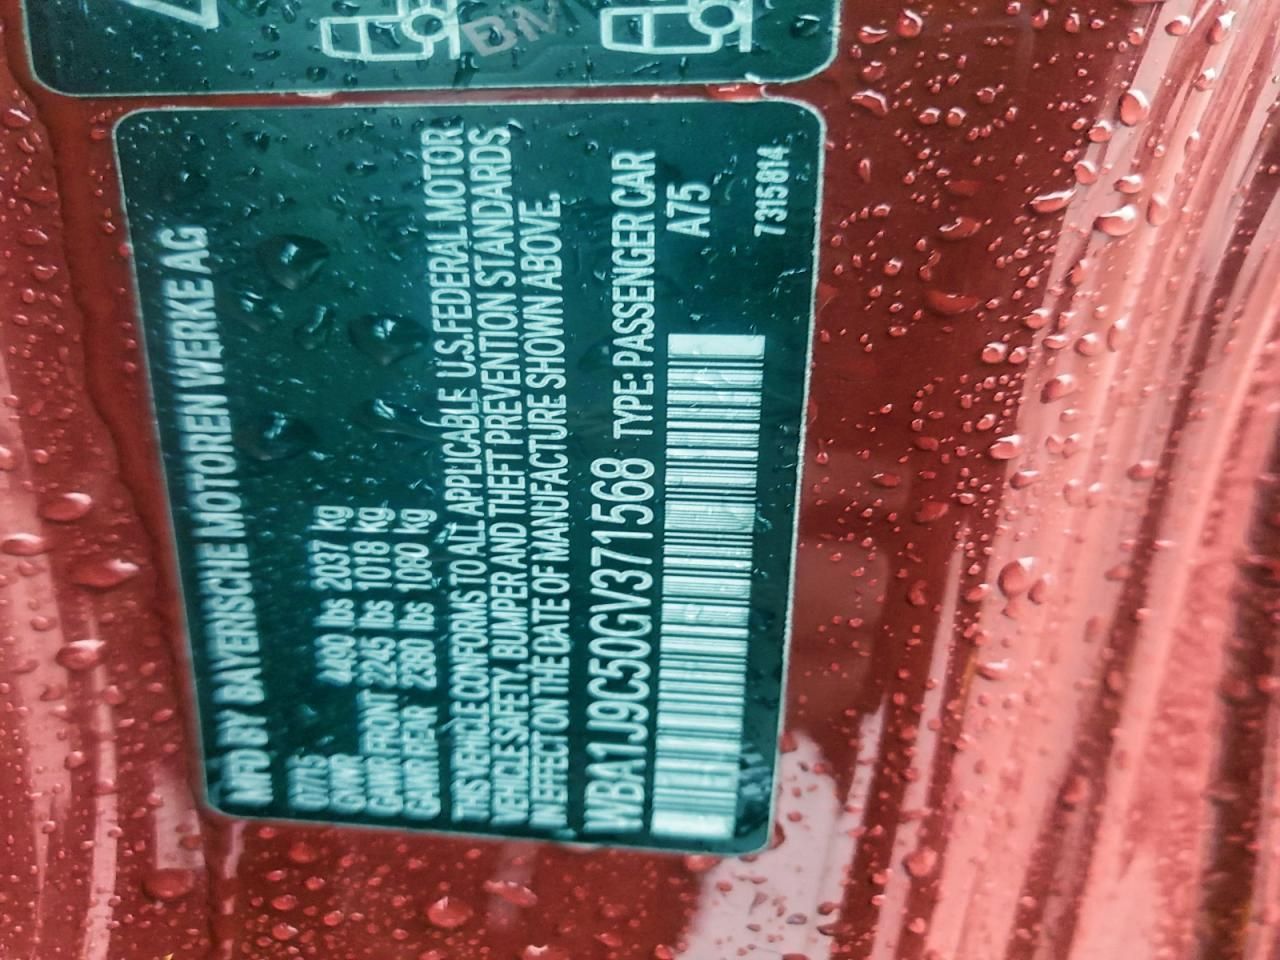 BMW
MFD BY BAYERISCHE MOTOREN WERKE AG
07/15
GVWR 4490 lbs 2037 kg
GAWR FRONT 2245 lbs 1018 kg
GAWR REAR 2380 lbs 1080 kg
THIS VEHICLE CONFORMS TO ALL APPLICABLE U.S. FEDERAL MOTOR
VEHICLE SAFETY, BUMPER AND THEFT PREVENTION STANDARDS,
IN EFFECT ON THE DATE OF MANUFACTURE SHOWN ABOVE.
WBA1J9C50GV371568 TYPE: PASSENGER CAR
A75
7315814